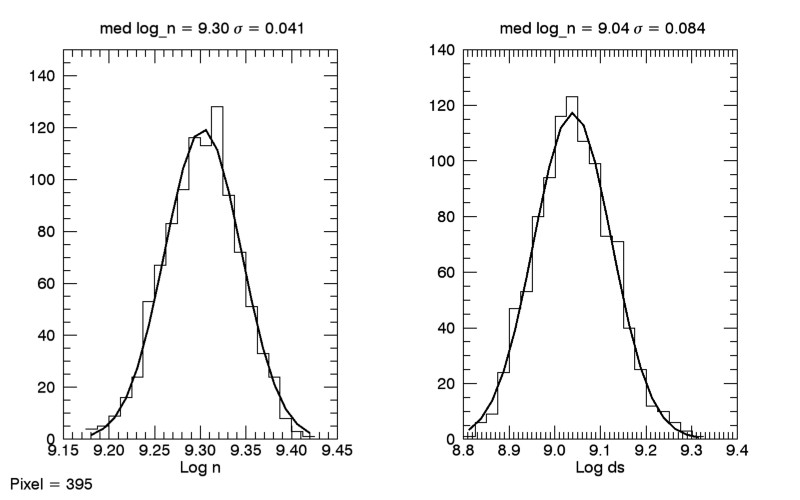 med log_n = 9.30 σ = 0.041
140
120
100
80
60
40
20
0
9.15 9.20 9.25 9.30 9.35 9.40 9.45
Log n
med log_n = 9.04 σ = 0.084
140
120
100
80
60
40
20
0
8.8 8.9 9.0 9.1 9.2 9.3 9.4
Log ds
Pixel = 395